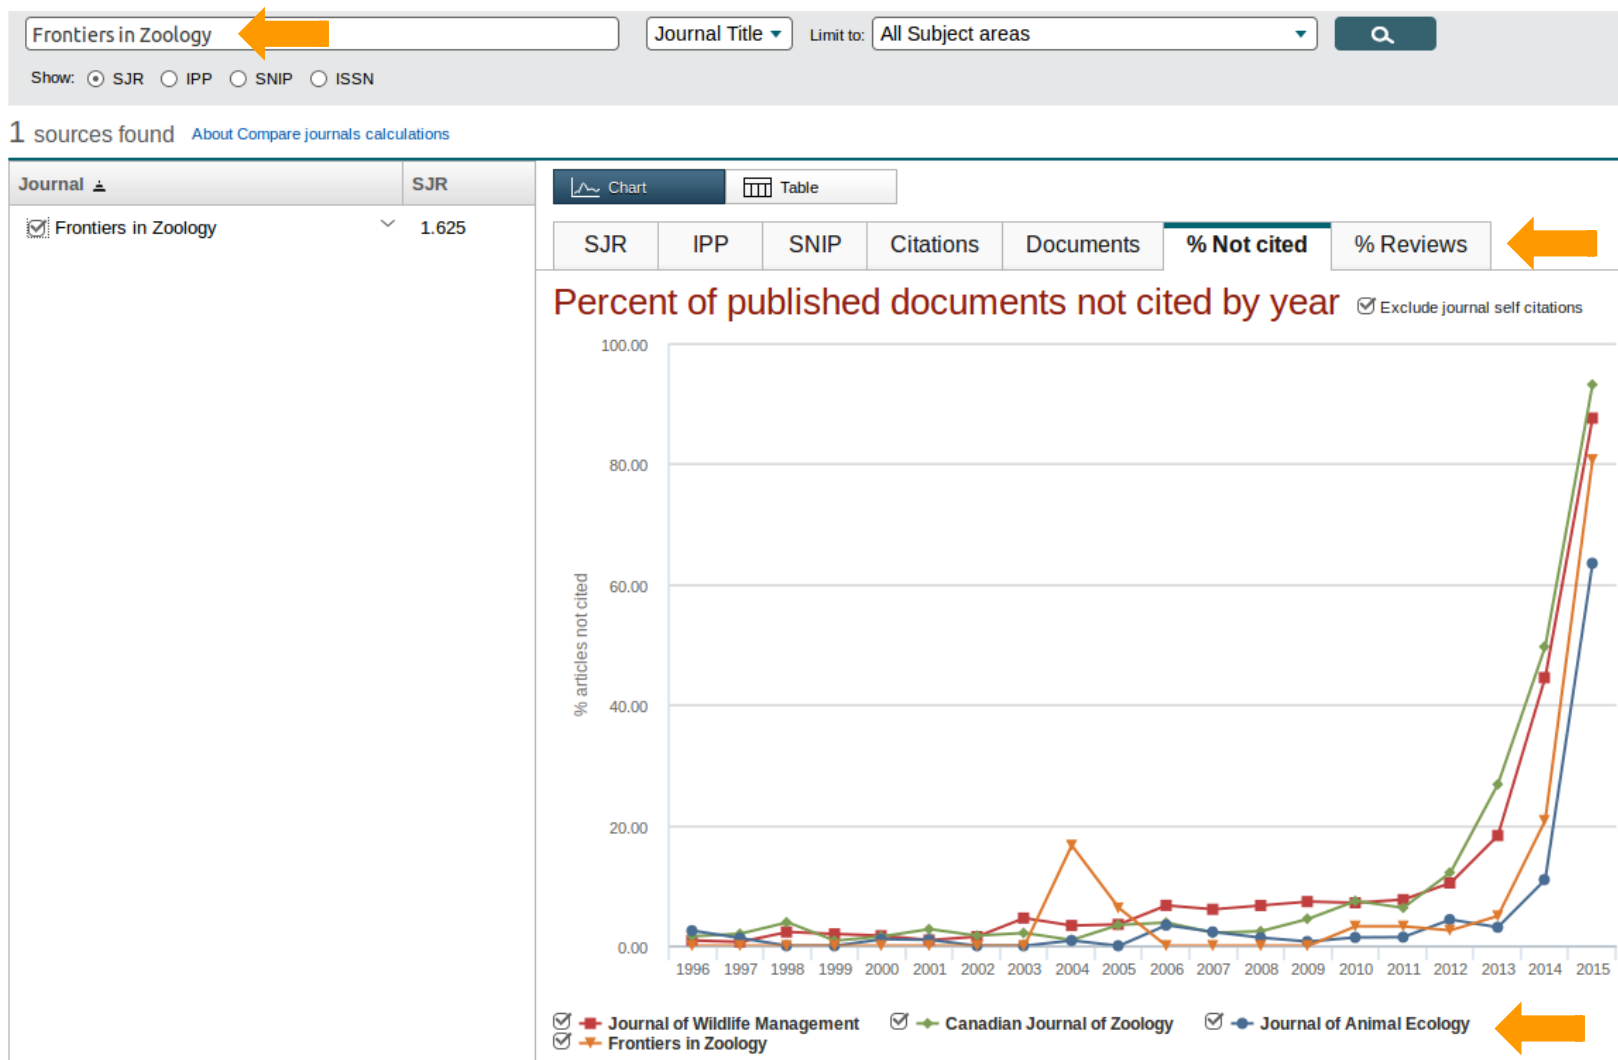 Frontiers in Zoology Journal Title Limit to: All Subject areas
Show: SJR IPP SNIP ISSN
1 sources found About Compare journals calculations
Journal SJR
Frontiers in Zoology 1.625
Chart Table
SJR IPP SNIP Citations Documents % Not cited % Reviews
Percent of published documents not cited by year Exclude journal self citations
100.00
80.00
60.00
40.00
20.00
0.00
% articles not cited
1996 1997 1998 1999 2000 2001 2002 2003 2004 2005 2006 2007 2008 2009 2010 2011 2012 2013 2014 2015
Journal of Wildlife Management Canadian Journal of Zoology Journal of Animal Ecology
Frontiers in Zoology